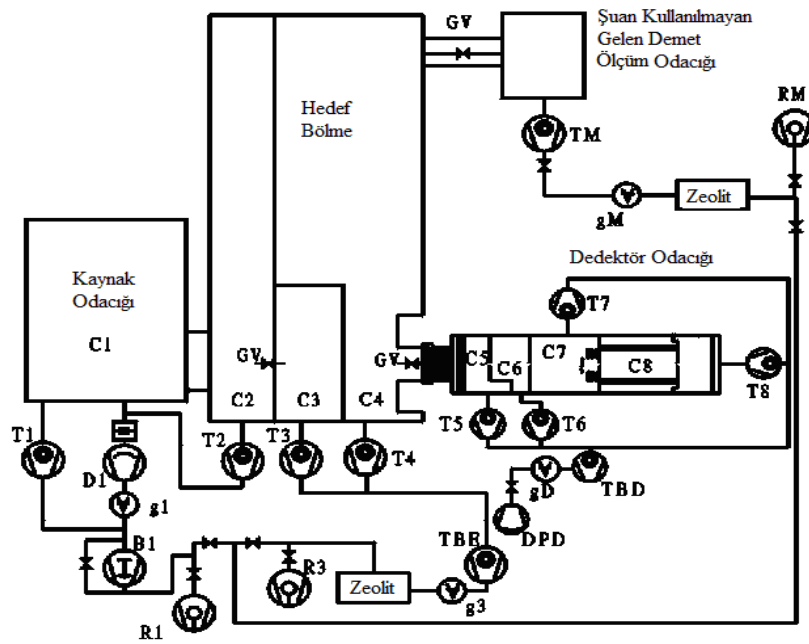 GV
Şuan Kullanılmayan
Gelen Demet
Ölçüm Odacığı
RM
Hedef
Bölme
TM
Zeolit
gM
Kaynak
Odacığı
C1
Dedektör Odacığı
T7
GV
GV
C5
C6
C7
C8
C2
C3
C4
T8
T1
T2
T3
T4
T5
T6
D1
g1
gD
TBD
DPD
B1
TBE
R3
Zeolit
g3
R1